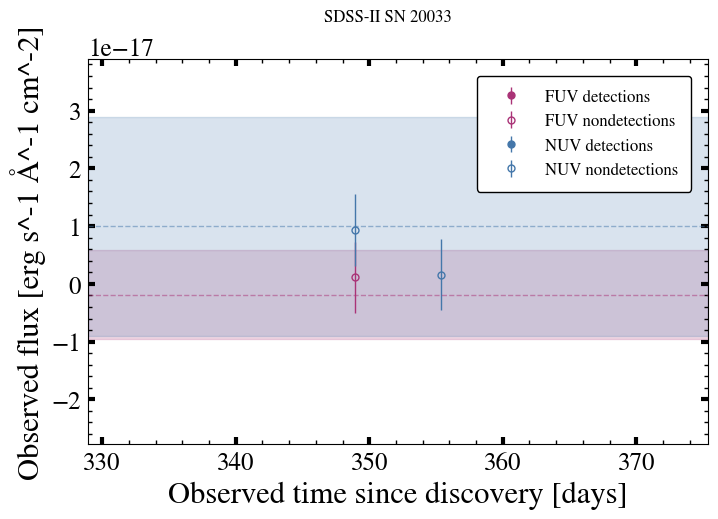 SDSS-II SN 20033
1e−17
Observed flux [erg s^-1 Å^-1 cm^-2]
3
2
1
0
−1
−2
FUV detections
FUV nondetections
NUV detections
NUV nondetections
330 340 350 360 370
Observed time since discovery [days]